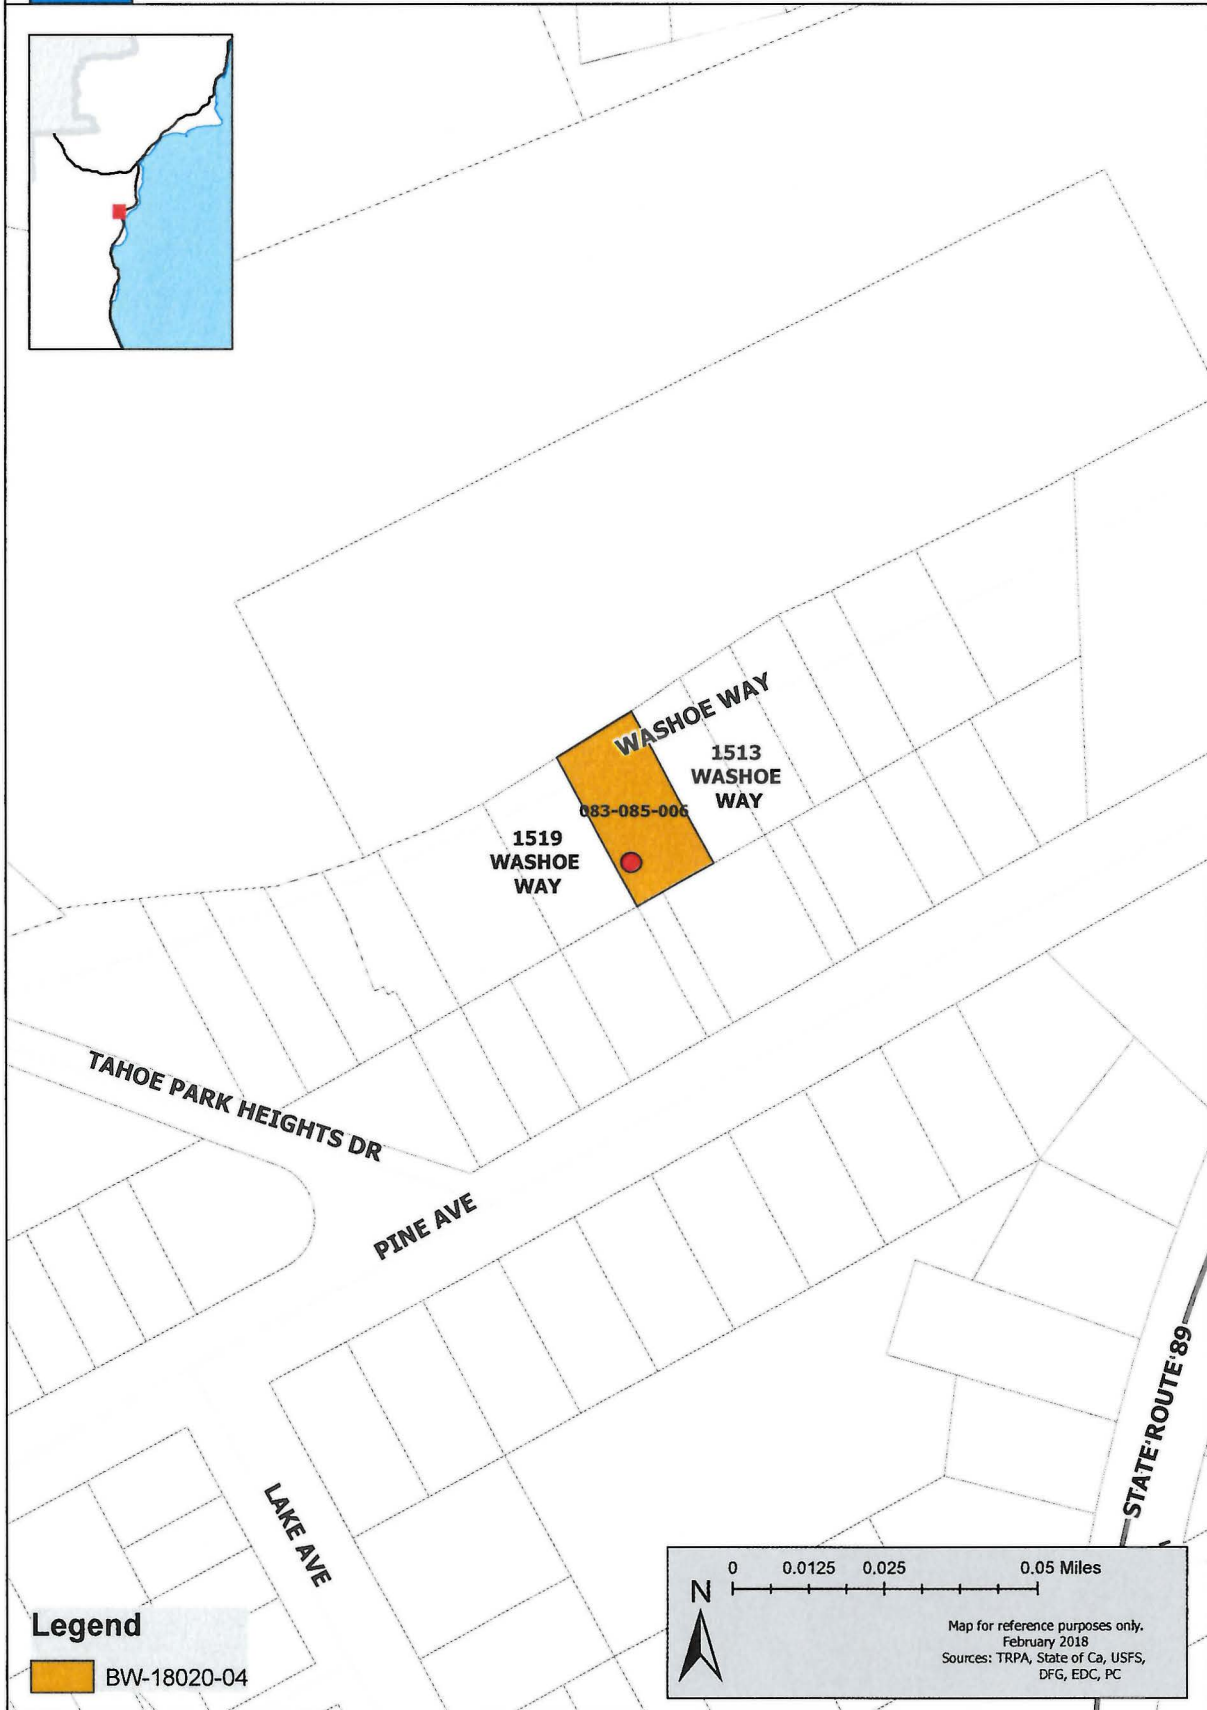 WASHOE WAY
1513
WASHOE
WAY
083-085-006
1519
WASHOE
WAY
TAHOE PARK HEIGHTS DR
PINE AVE
STATE ROUTE 89
LAKE AVE
Legend
BW-18020-04
0 0.0125 0.025 0.05 Miles
N
Map for reference purposes only.
February 2018
Sources: TRPA, State of Ca, USFS,
DFG, EDC, PC